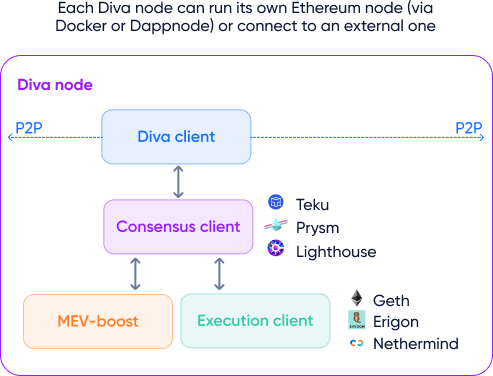 Each Diva node can run its own Ethereum node (via
Docker or Dappnode) or connect to an external one
Diva node
P2P
P2P
Diva client
Consensus client
Teku
Prysm
Lighthouse
MEV-boost
Execution client
Geth
Erigon
Nethermind